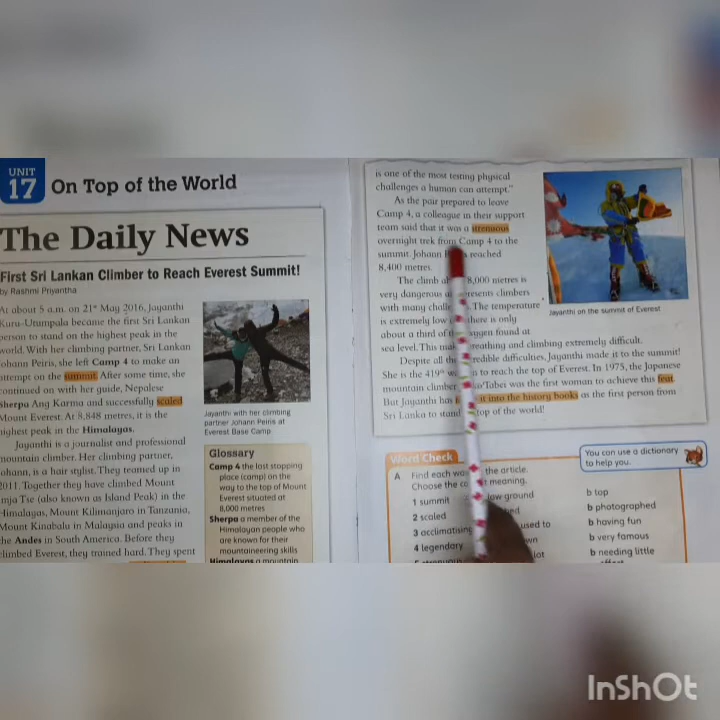 UNIT
17
On Top of the World
The Daily News
First Sri Lankan Climber to Reach Everest Summit!
by Rashmi Priyantha
At about 5 a.m. on 21st May 2016, Jayanthi
Kuru-Utumpala became the first Sri Lankan
person to stand on the highest peak in the
world. With her climbing partner, Sri Lankan
Johann Peiris, she left Camp 4 to make an
attempt on the summit. After some time, she
continued on with her guide, Nepalese
Sherpa Ang Karma and successfully scaled
Mount Everest. At 8,848 metres, it is the
highest peak in the Himalayas.
Jayanthi is a journalist and professional
mountain climber. Her climbing partner,
Johann, is a hair stylist. They teamed up in
2011. Together they have climbed Mount
Imja Tse (also known as Island Peak) in the
Himalayas, Mount Kilimanjaro in Tanzania,
Mount Kinabalu in Malaysia and peaks in
the Andes in South America. Before they
climbed Everest, they trained hard. They spent
Jayanthi with her climbing
partner Johann Peiris at
Everest Base Camp
Glossary
Camp 4 the last stopping
place (camp) on the
way to the top of Mount
Everest situated at
8,000 metres
Sherpa a member of the
Himalayan people who
are known for their
mountaineering skills
Himalayas a mountain
is one of the most testing physical
challenges a human can attempt."
As the pair prepared to leave
Camp 4, a colleague in their support
team said that it was a strenuous
overnight trek from Camp 4 to the
summit. Johann reached
8,400 metres.
The climb 8,000 metres is
very dangerous climbers
with many The temperature
is extremely low there is only
about a third of found at
sea level. This breathing and climbing extremely difficult.
Despite all the difficulties, Jayanthi made it to the summit!
She is the 419th to reach the top of Everest. In 1975, the Japanese
mountain climber Tabei was the first woman to achieve this feat.
But Jayanthi has it into the history books as the first person from
Sri Lanka to stand top of the world!
Jayanthi on the summit of Everest
Word Check
You can use a dictionary
to help you.
A Find each the article.
Choose the meaning.
1 summit low ground b top
2 scaled b photographed
3 acclimatising used to b having fun
4 legendary b very famous
lot b needing little
InShOt